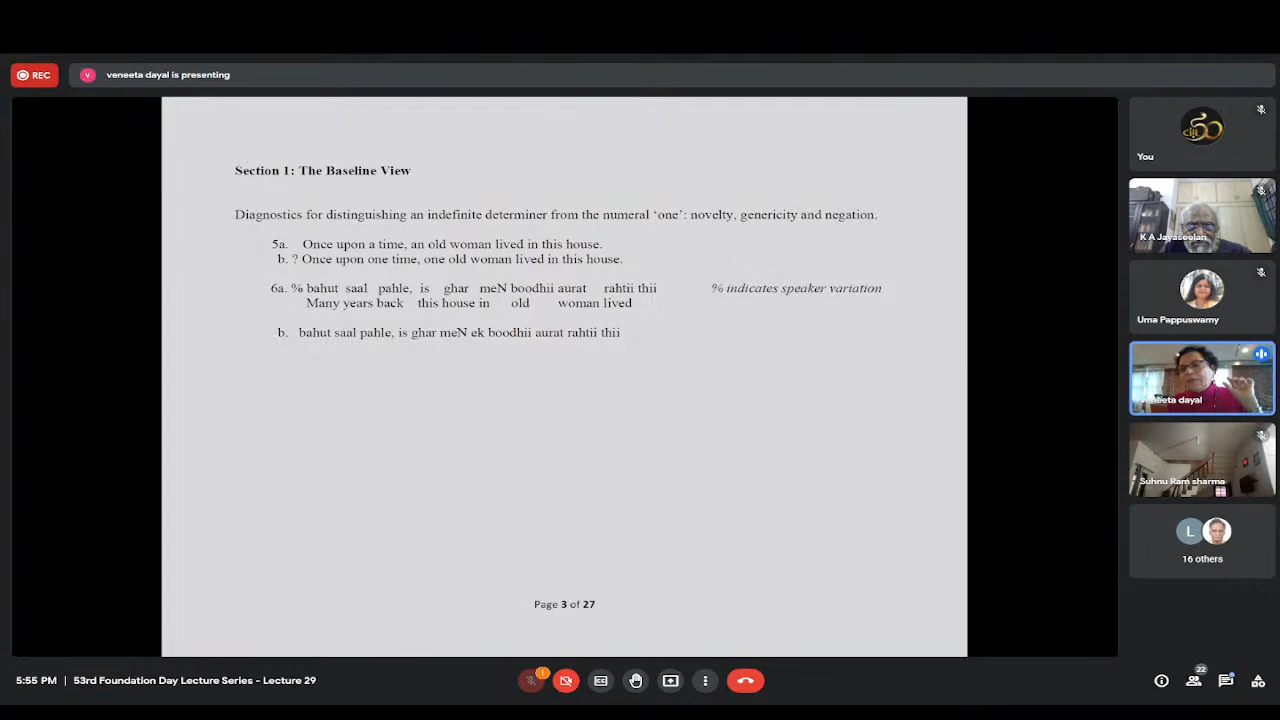 REC
v
veneeta dayal is presenting
Section 1: The Baseline View
Diagnostics for distinguishing an indefinite determiner from the numeral ‘one’: novelty, genericity and negation.
5a. Once upon a time, an old woman lived in this house.
b. ? Once upon one time, one old woman lived in this house.
6a. % bahut saal pahle, is ghar meN boodhii aurat rahtii thii % indicates speaker variation
Many years back this house in old woman lived
b. bahut saal pahle, is ghar meN ek boodhii aurat rahtii thii
Page 3 of 27
You
K A Jayaseelan
Uma Pappuswamy
veneeta dayal
Suhnu Ram sharma
L
16 others
5:55 PM | 53rd Foundation Day Lecture Series - Lecture 29
22